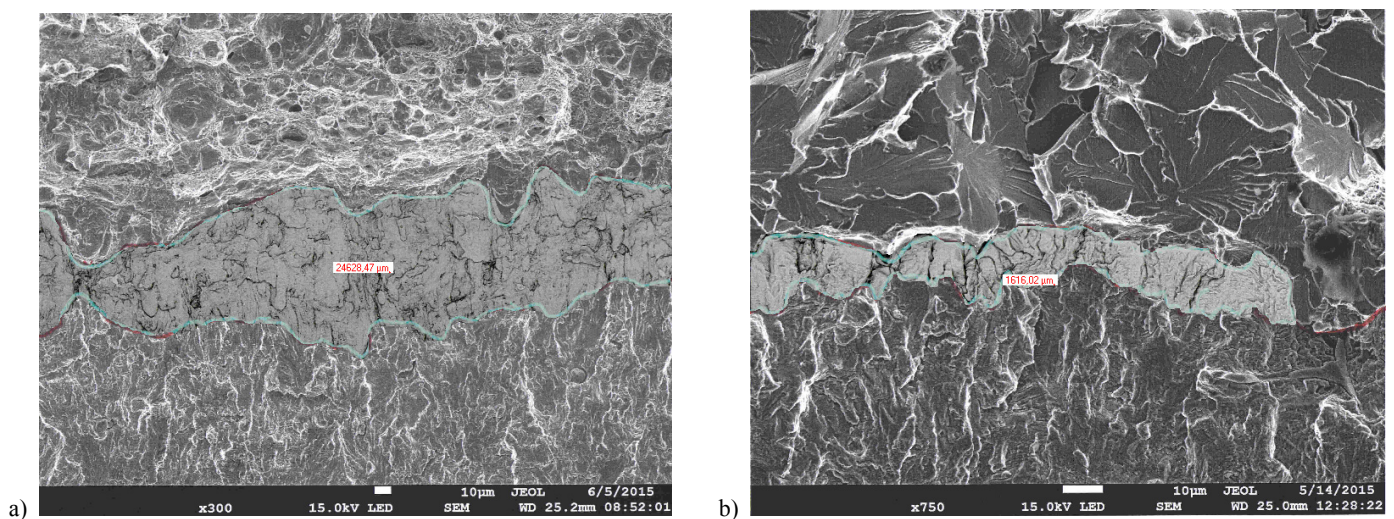 24628,47 µm,
10µm JEOL 6/5/2015
x300 15.0kV LED SEM WD 25.2mm 08:52:01
a)
1616,02 µm,
10µm JEOL 5/14/2015
x750 15.0kV LED SEM WD 25.0mm 12:28:22
b)